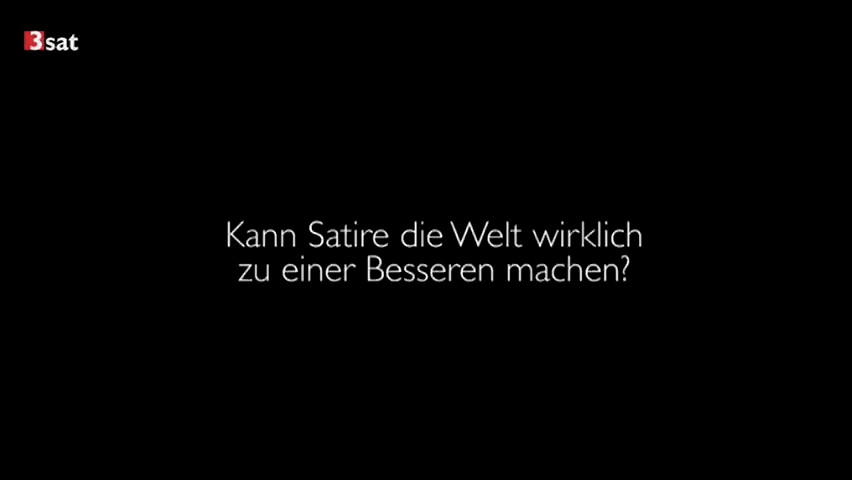 3sat
Kann Satire die Welt wirklich
zu einer Besseren machen?